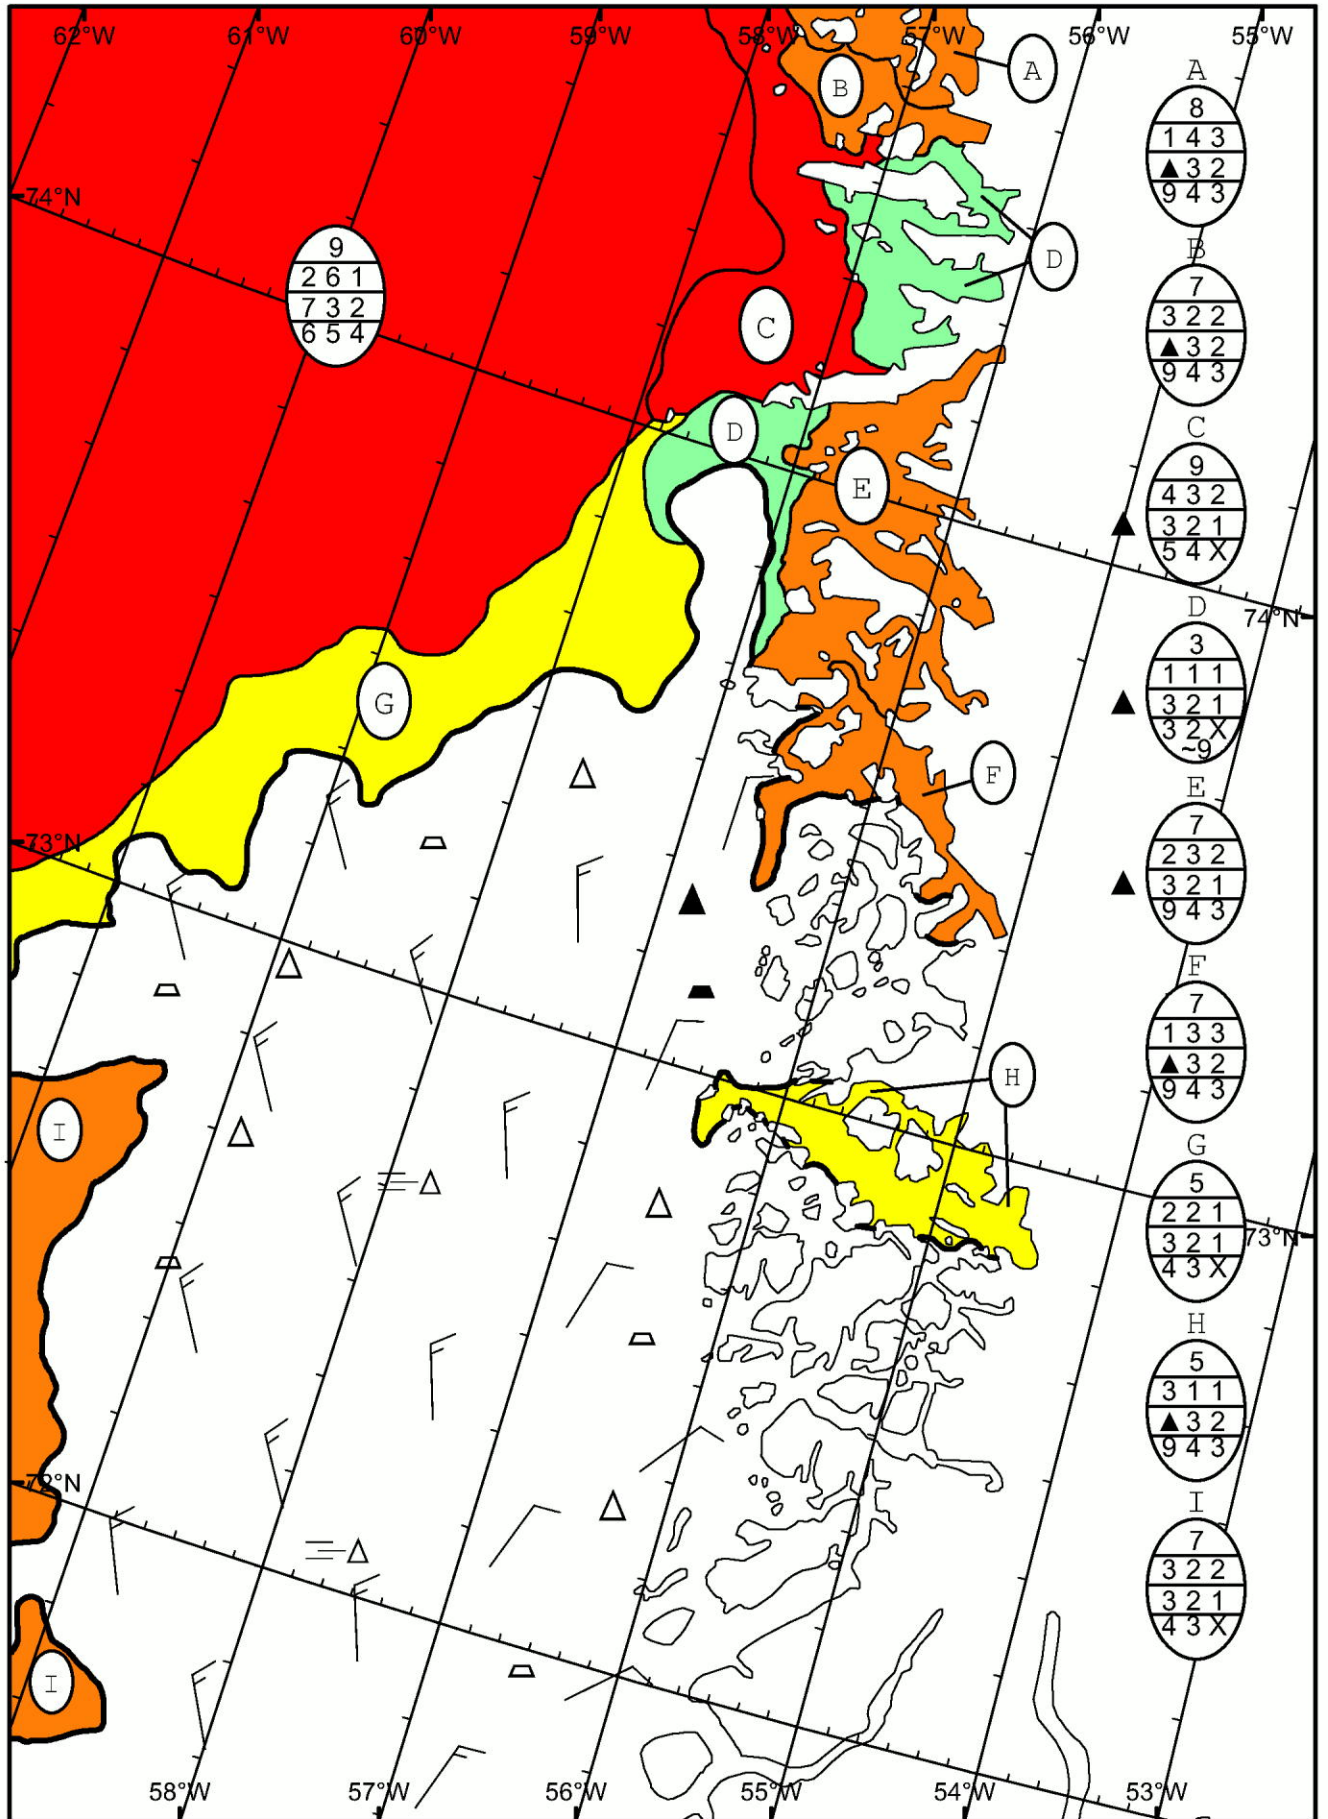 62°W 61°W 60°W 59°W 58°W 57°W 56°W 55°W
A
B
A
8
1 4 3
▲3 2
9 4 3
74°N
9
2 6 1
7 3 2
6 5 4
D
B
7
3 2 2
▲3 2
9 4 3
C
D
E
C
9
4 3 2
▲ 3 2 1
5 4 X
D
3
1 1 1
▲ 3 2 1
3 2 X
~9
74°N
G
F
73°N
E
7
2 3 2
▲ 3 2 1
9 4 3
F
7
1 3 3
▲3 2
9 4 3
I
H
G
5
2 2 1
3 2 1
4 3 X
73°N
H
5
3 1 1
▲3 2
9 4 3
72°N
I
7
3 2 2
3 2 1
4 3 X
I
58°W 57°W 56°W 55°W 54°W 53°W